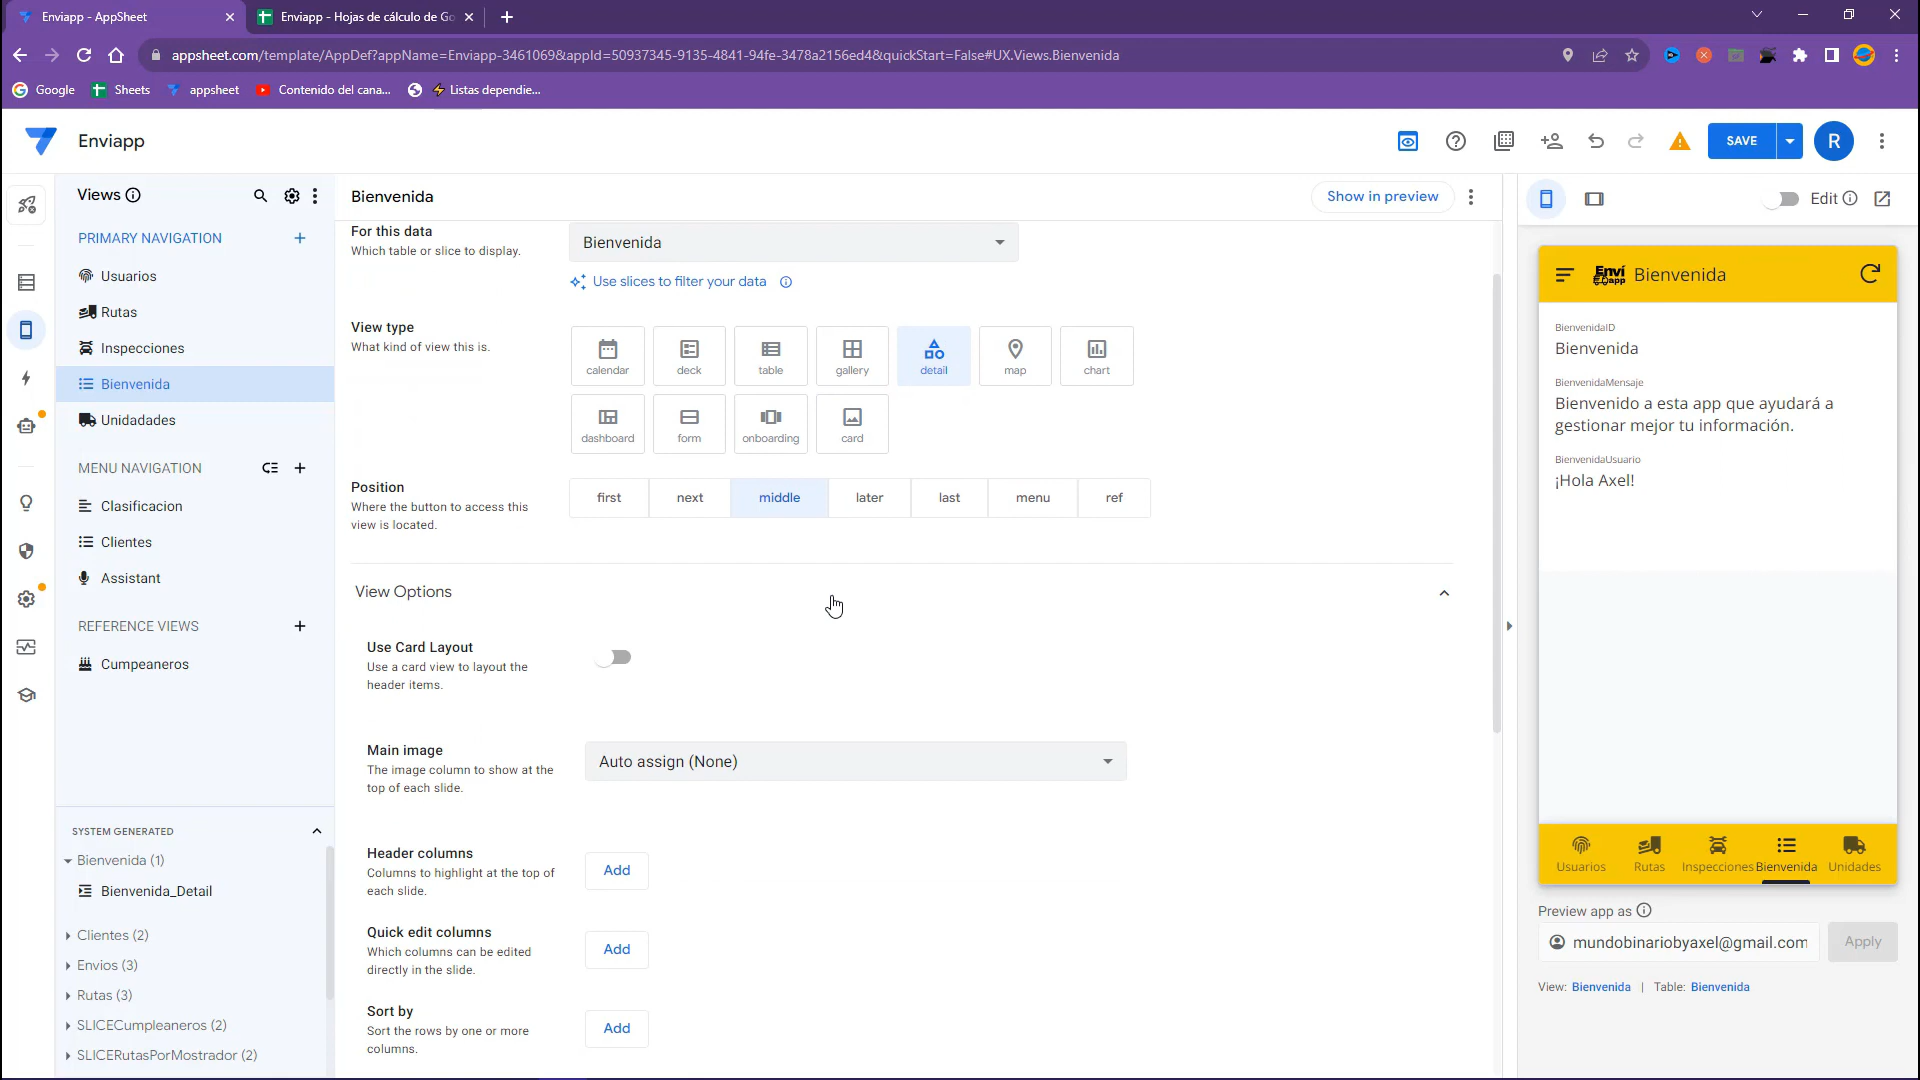 Enviapp - AppSheet
Enviapp - Hojas de cálculo de Go
appsheet.com/template/AppDef?appName=Enviapp-3461069&appId=50937345-9135-4841-94fe-3478a2156ed4&quickStart=False#UX.Views.Bienvenida
Google
Sheets
appsheet
Contenido del cana...
Listas dependie...
Enviapp
SAVE
R
Views
PRIMARY NAVIGATION
Usuarios
Rutas
Inspecciones
Bienvenida
Unidadades
MENU NAVIGATION
Clasificacion
Clientes
Assistant
REFERENCE VIEWS
Cumpeaneros
SYSTEM GENERATED
Bienvenida (1)
Bienvenida_Detail
Clientes (2)
Envios (3)
Rutas (3)
SLICECumpleaneros (2)
SLICERutasPorMostrador (2)
Bienvenida
Show in preview
For this data
Which table or slice to display.
Bienvenida
Use slices to filter your data
View type
What kind of view this is.
calendar
deck
table
gallery
detail
map
chart
dashboard
form
onboarding
card
Position
Where the button to access this
view is located.
first
next
middle
later
last
menu
ref
View Options
Use Card Layout
Use a card view to layout the
header items.
Main image
The image column to show at the
top of each slide.
Auto assign (None)
Header columns
Columns to highlight at the top of
each slide.
Add
Quick edit columns
Which columns can be edited
directly in the slide.
Add
Sort by
Sort the rows by one or more
columns.
Add
Edit
Enví
app
Bienvenida
BienvenidaID
Bienvenida
BienvenidaMensaje
Bienvenido a esta app que ayudará a
gestionar mejor tu información.
BienvenidaUsuario
¡Hola Axel!
Usuarios
Rutas
Inspecciones
Bienvenida
Unidades
Preview app as
mundobinariobyaxel@gmail.com
Apply
View: Bienvenida | Table: Bienvenida